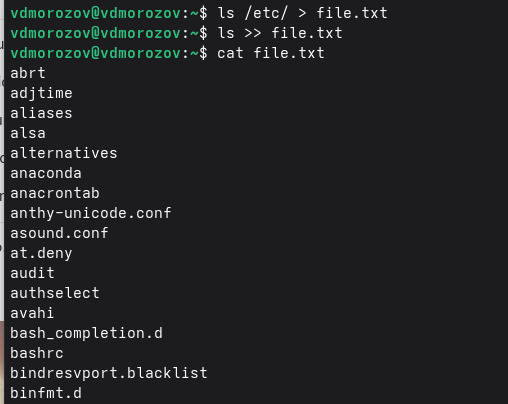 vdmorozov@vdmorozov:~$ ls /etc/ > file.txt
vdmorozov@vdmorozov:~$ ls >> file.txt
vdmorozov@vdmorozov:~$ cat file.txt
abrt
adjtime
aliases
alsa
alternatives
anaconda
anacrontab
anthy-unicode.conf
asound.conf
at.deny
audit
authselect
avahi
bash_completion.d
bashrc
bindresvport.blacklist
binfmt.d